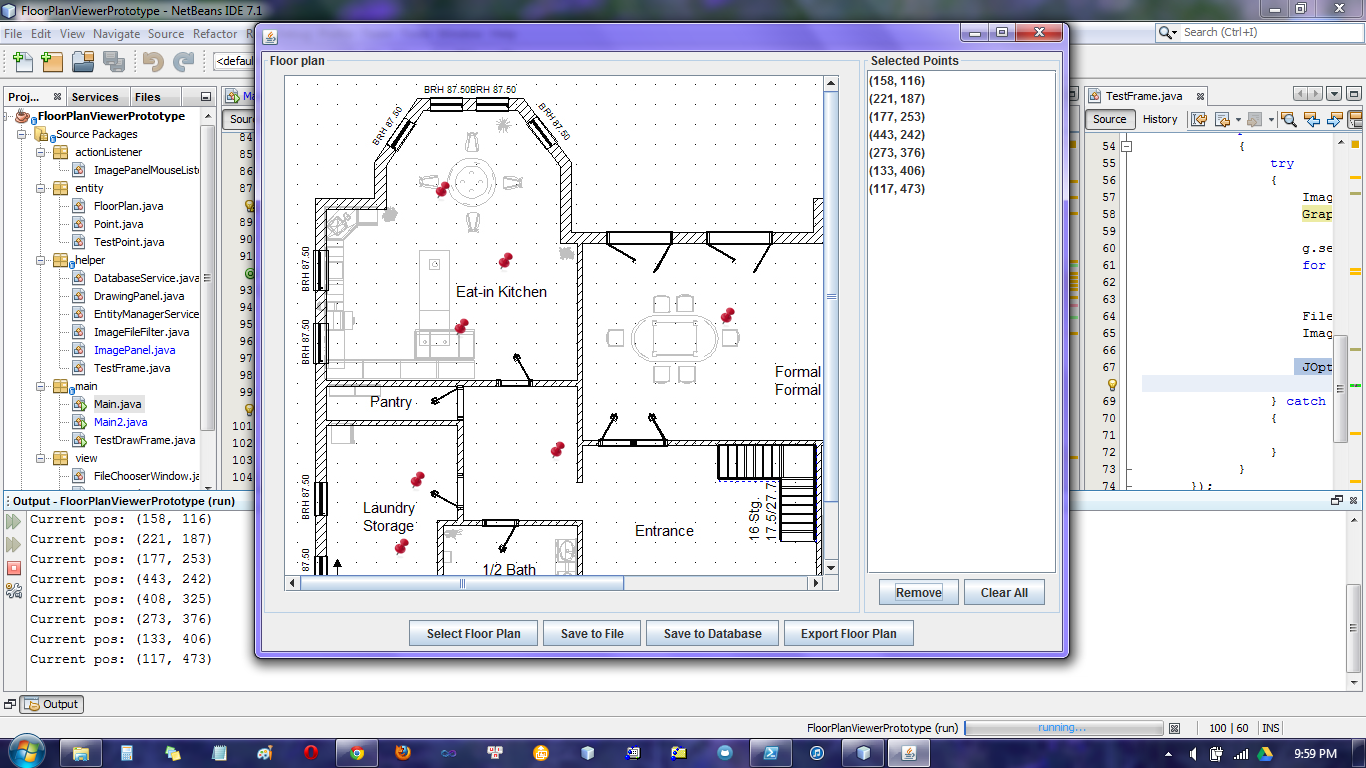 FloorPlanViewerPrototype - NetBeans IDE 7.1
File Edit View Navigate Source Refactor
Search (Ctrl+I)
Proj...
Services
Files
FloorPlanViewerPrototype
Source Packages
actionListener
ImagePanelMouseList
entity
FloorPlan.java
Point.java
TestPoint.java
helper
DatabaseService.java
DrawingPanel.java
EntityManagerService
ImageFileFilter.java
ImagePanel.java
TestFrame.java
main
Main.java
Main2.java
TestDrawFrame.java
view
FileChooserWindow.ja
84
85
86
87
89
90
91
93
94
95
96
97
98
99
101
102
103
104
Floor plan
BRH 87.50
BRH 87.50
BRH 87.50
BRH 87.50
BRH 87.50
BRH 87.50
BRH 87.50
Eat-in Kitchen
Pantry
Formal
Formal
Laundry
Storage
Entrance
16 Stg.
17.5/27.7
1/2 Bath
Selected Points
(158, 116)
(221, 187)
(177, 253)
(443, 242)
(273, 376)
(133, 406)
(117, 473)
Remove
Clear All
Select Floor Plan
Save to File
Save to Database
Export Floor Plan
TestFrame.java
Source
History
54 {
55 try
56 {
57 Imag
58 Grap
59
60 g.se
61 for
62
63
64 File
65 Imag
66
67 JOpt
69 } catch
70 {
71
72 }
73 }
74 });
Output - FloorPlanViewerPrototype (run)
Current pos: (158, 116)
Current pos: (221, 187)
Current pos: (177, 253)
Current pos: (443, 242)
Current pos: (408, 325)
Current pos: (273, 376)
Current pos: (133, 406)
Current pos: (117, 473)
Output
FloorPlanViewerPrototype (run)
running...
100 | 60
INS
9:59 PM